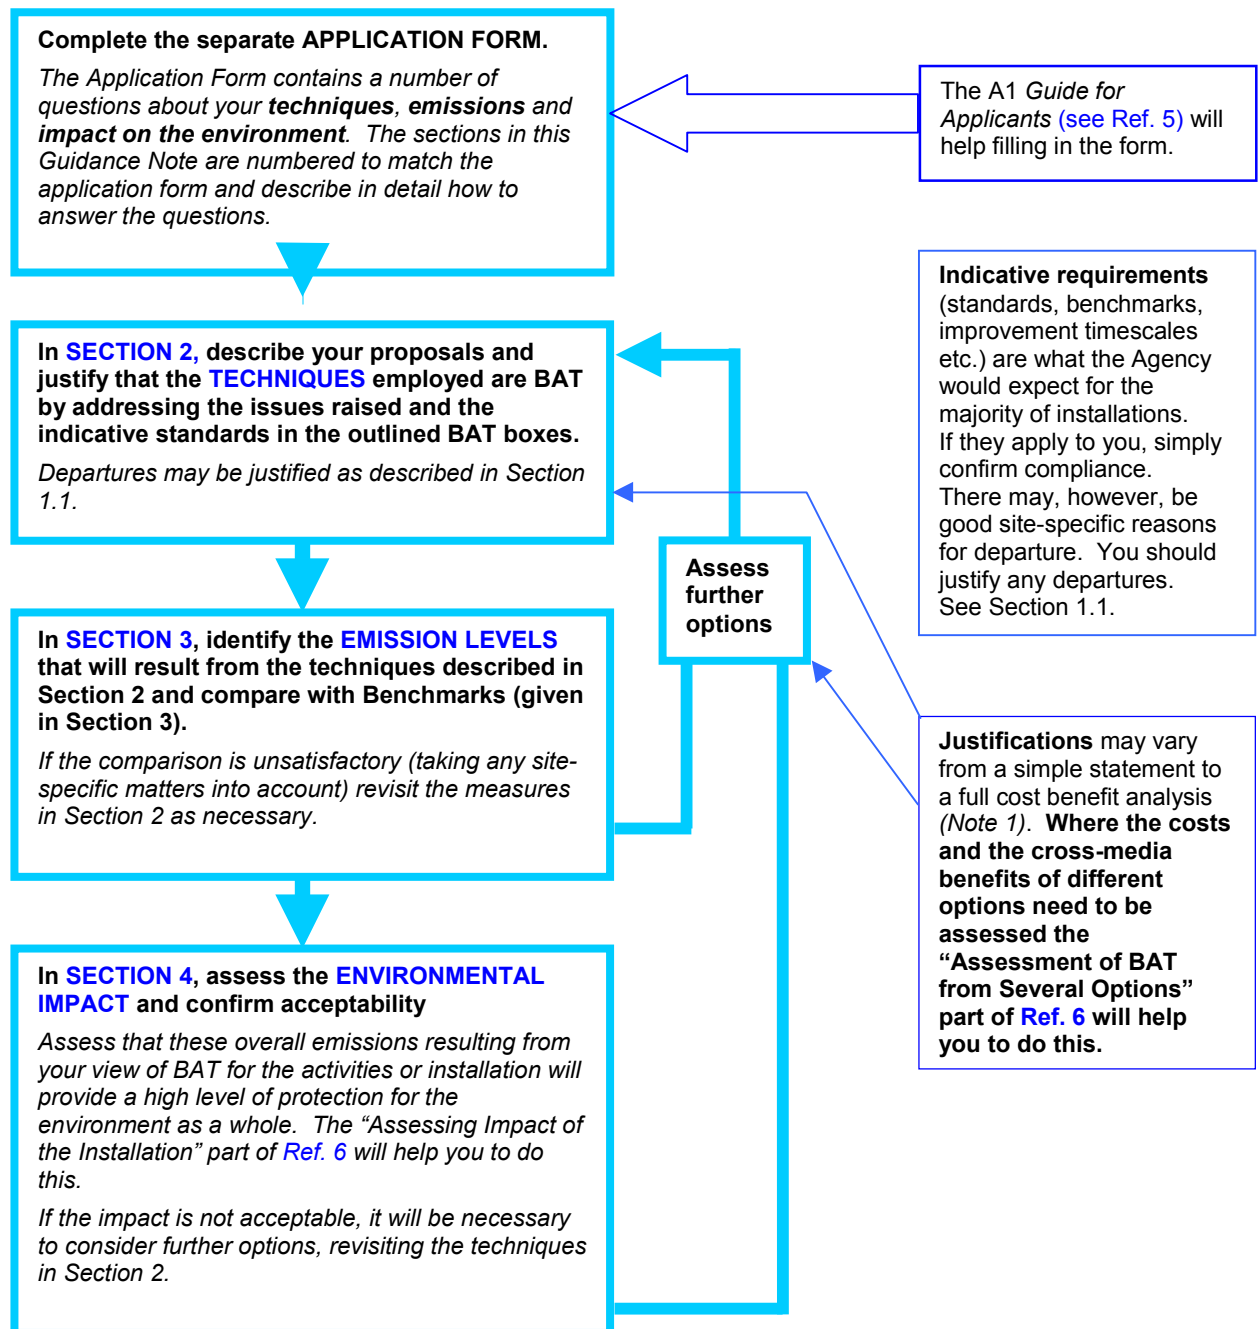 Complete the separate APPLICATION FORM.
The Application Form contains a number of
questions about your techniques, emissions and
impact on the environment.  The sections in this
Guidance Note are numbered to match the
application form and describe in detail how to
answer the questions.
The A1 Guide for
Applicants (see Ref. 5) will
help filling in the form.
In SECTION 2, describe your proposals and
justify that the TECHNIQUES employed are BAT
by addressing the issues raised and the
indicative standards in the outlined BAT boxes.
Departures may be justified as described in Section
1.1.
Indicative requirements
(standards, benchmarks,
improvement timescales
etc.) are what the Agency
would expect for the
majority of installations.
If they apply to you, simply
confirm compliance.
There may, however, be
good site-specific reasons
for departure.  You should
justify any departures.
See Section 1.1.
Assess
further
options
In SECTION 3, identify the EMISSION LEVELS
that will result from the techniques described in
Section 2 and compare with Benchmarks (given
in Section 3).
If the comparison is unsatisfactory (taking any site-
specific matters into account) revisit the measures
in Section 2 as necessary.
Justifications may vary
from a simple statement to
a full cost benefit analysis
(Note 1).  Where the costs
and the cross-media
benefits of different
options need to be
assessed the
“Assessment of BAT
from Several Options”
part of Ref. 6 will help
you to do this.
In SECTION 4, assess the ENVIRONMENTAL
IMPACT and confirm acceptability
Assess that these overall emissions resulting from
your view of BAT for the activities or installation will
provide a high level of protection for the
environment as a whole.  The “Assessing Impact of
the Installation” part of Ref. 6 will help you to do
this.
If the impact is not acceptable, it will be necessary
to consider further options, revisiting the techniques
in Section 2.